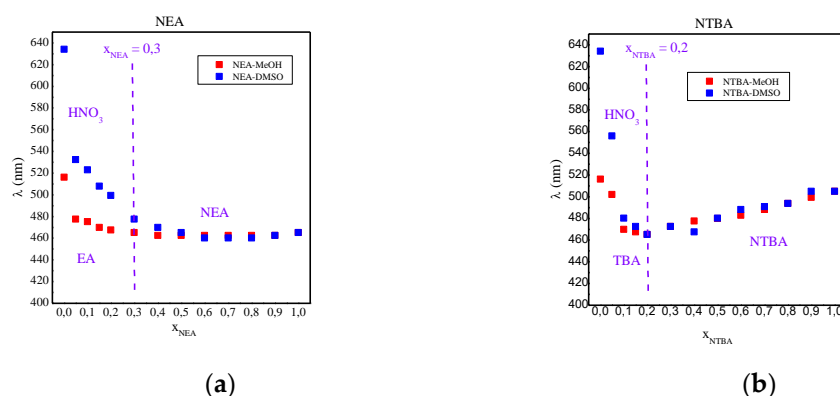 NEA
640
620
600
580
560
540
520
500
480
460
440
420
400
λ (nm)
x_NEA = 0,3
NEA-MeOH
NEA-DMSO
HNO₃
NEA
EA
0,0 0,1 0,2 0,3 0,4 0,5 0,6 0,7 0,8 0,9 1,0
x_NEA
(a)
NTBA
640
620
600
580
560
540
520
500
480
460
440
420
400
λ (nm)
x_NTBA = 0,2
NTBA-MeOH
NTBA-DMSO
HNO₃
TBA
NTBA
0,0 0,1 0,2 0,3 0,4 0,5 0,6 0,7 0,8 0,9 1,0
x_NTBA
(b)